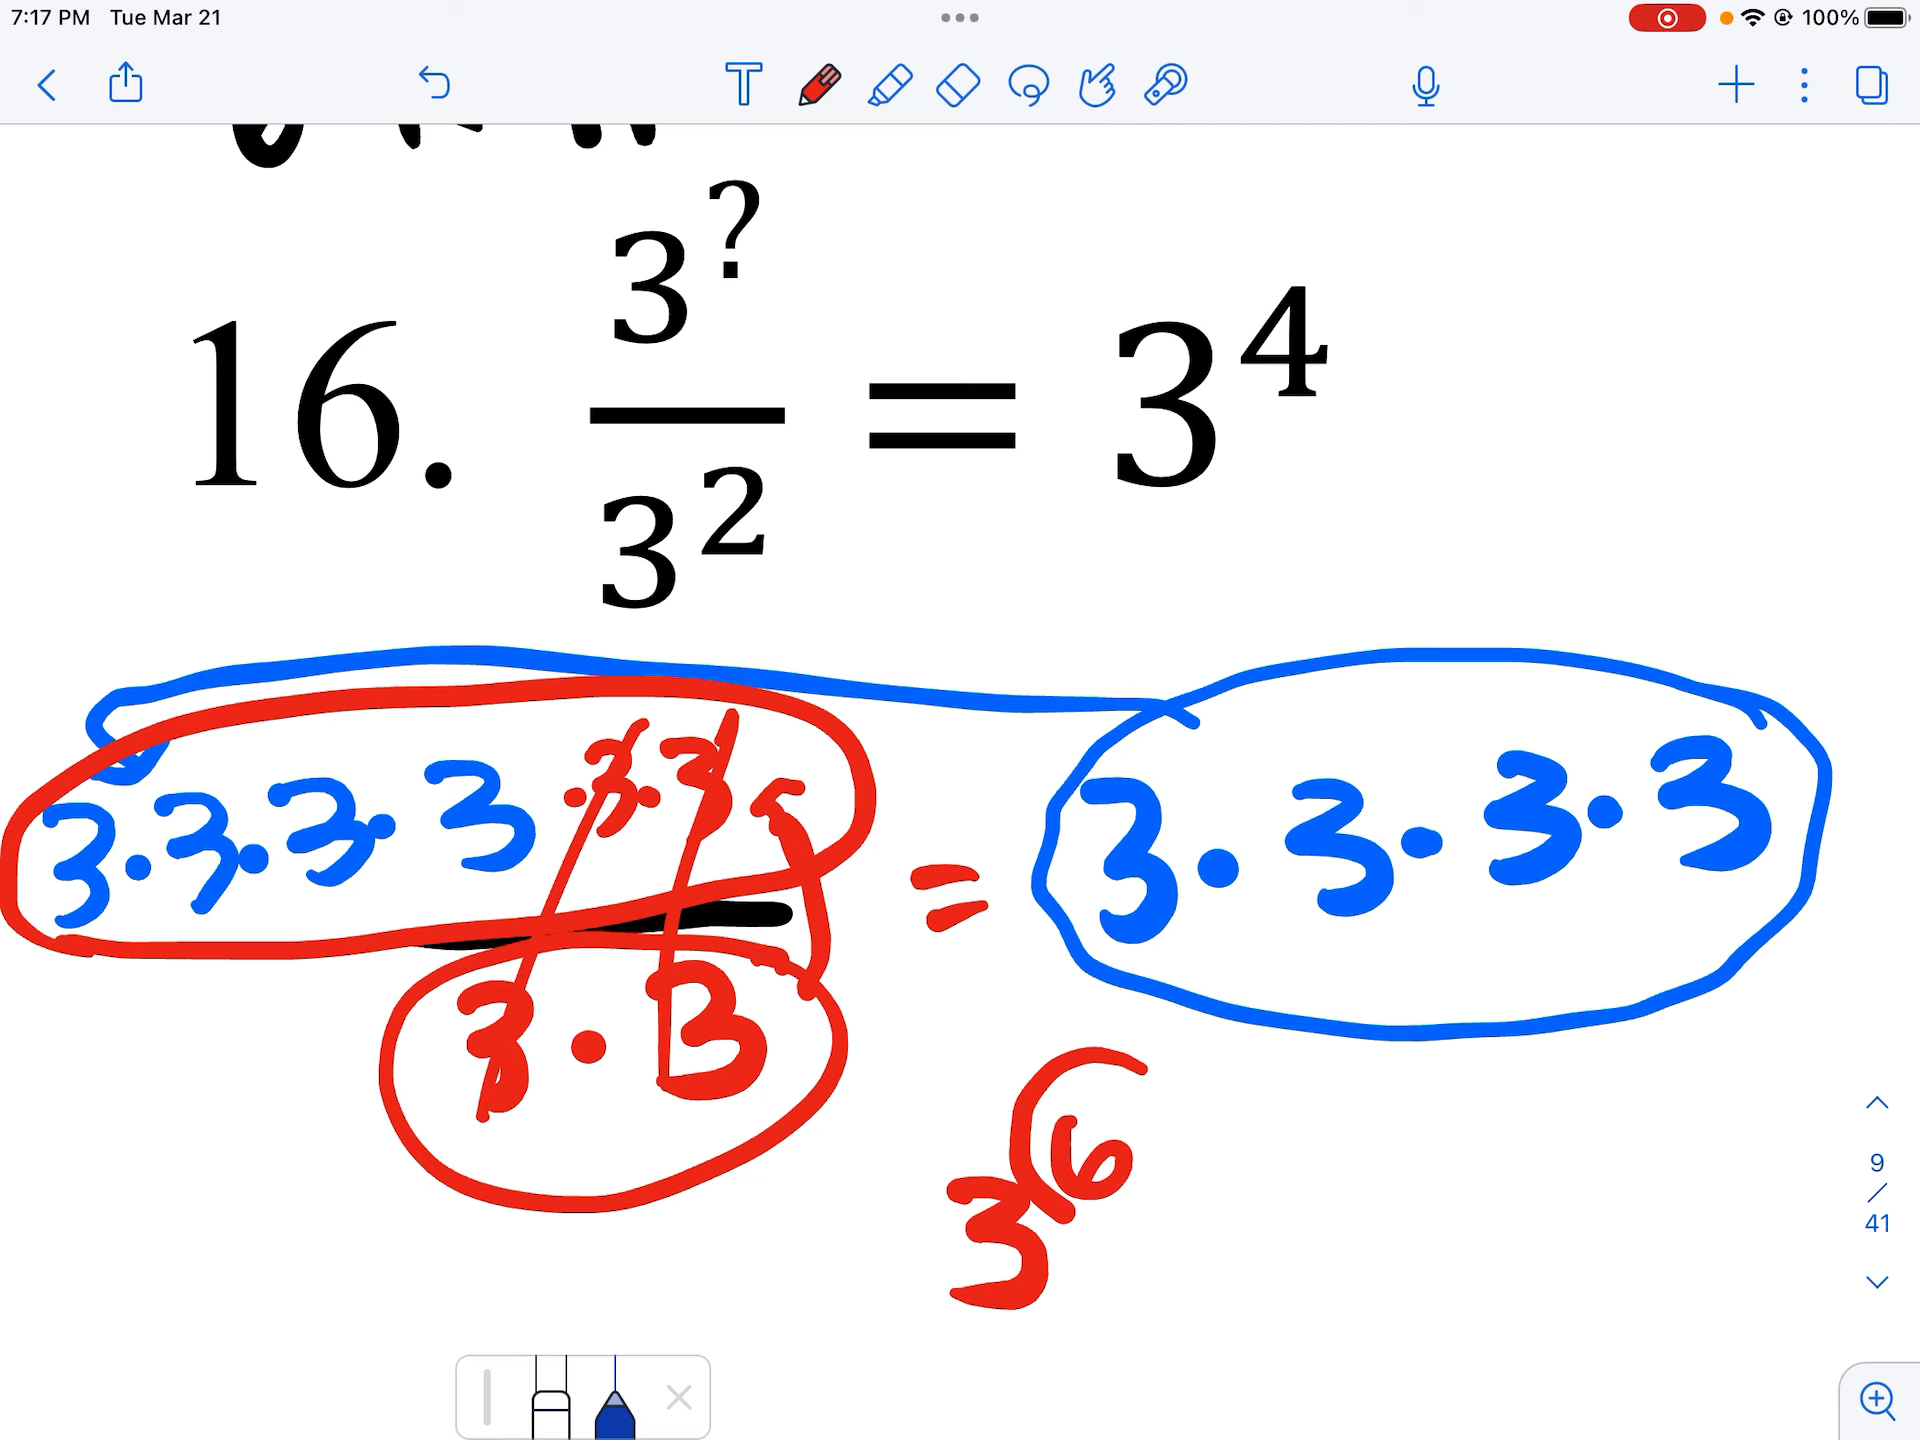 7:17 PM Tue Mar 21
100%
T
16. 3^? / 3^2 = 3^4
3·3·3·3·3·3 = 3·3·3·3
3·3
3^6
9
/
41